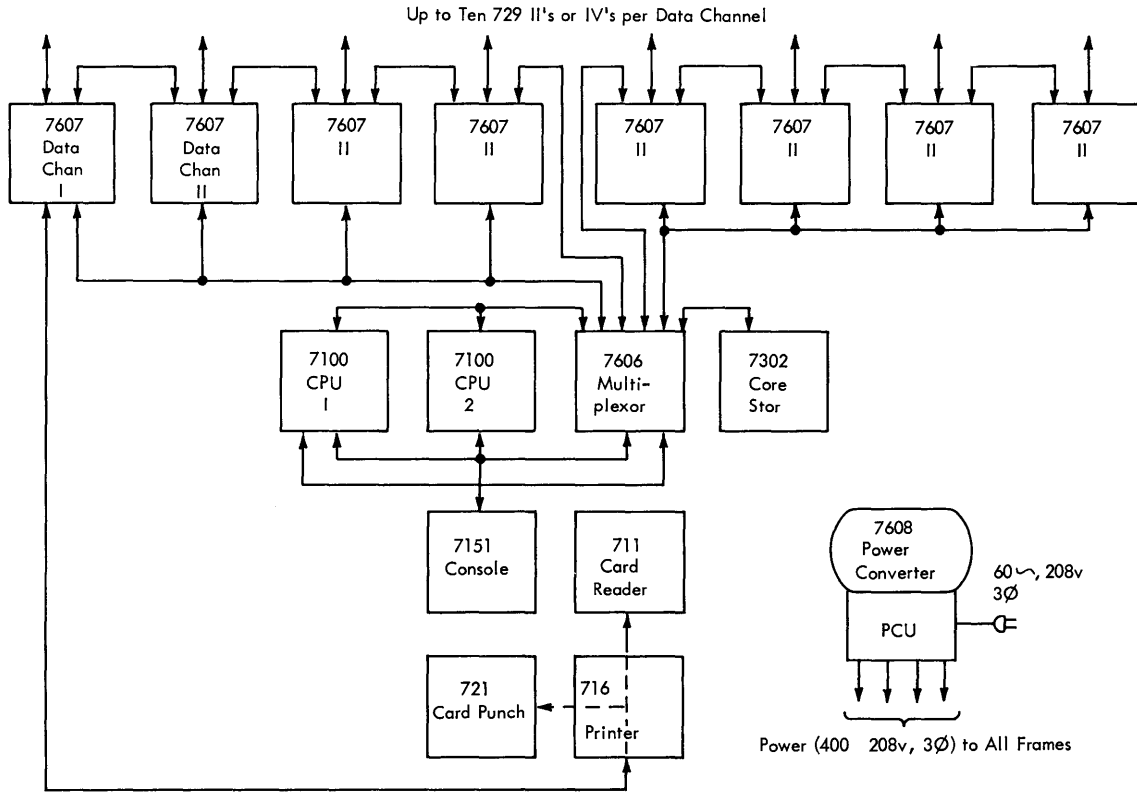 Up to Ten 729 II's or IV's per Data Channel
7607
Data
Chan
I
7607
Data
Chan
II
7607
II
7607
II
7607
II
7607
II
7607
II
7607
II
7100
CPU
1
7100
CPU
2
7606
Multi-
plexor
7302
Core
Stor
7151
Console
711
Card
Reader
721
Card Punch
716
Printer
7608
Power
Converter
PCU
60~, 208v
3Ø
Power (400 208v, 3Ø) to All Frames